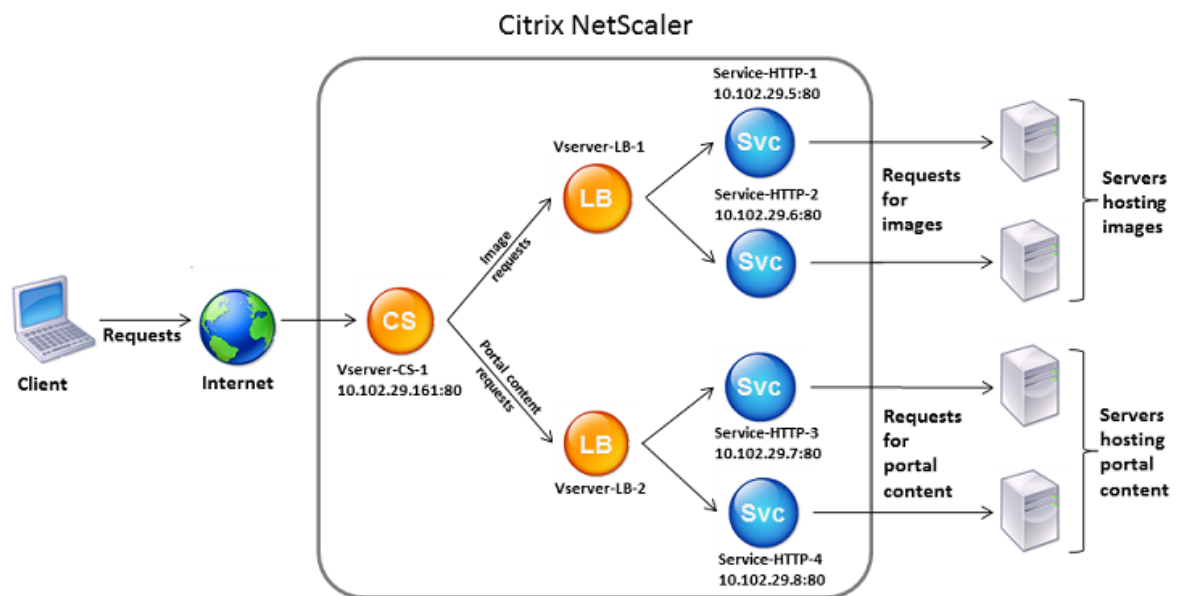 Citrix NetScaler
Service-HTTP-1
10.102.29.5:80
Svc
Vserver-LB-1
LB
Service-HTTP-2
10.102.29.6:80
Svc
Requests
for
images
Servers
hosting
images
Image
requests
Client
Requests
Internet
CS
Vserver-CS-1
10.102.29.161:80
Portal content
requests
LB
Vserver-LB-2
Svc
Service-HTTP-3
10.102.29.7:80
Svc
Service-HTTP-4
10.102.29.8:80
Requests
for
portal
content
Servers
hosting
portal
content